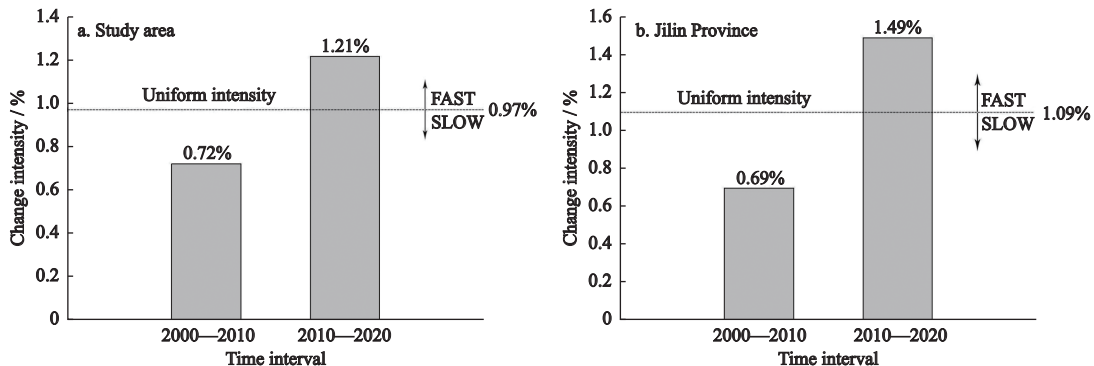 a. Study area
1.4
1.2
1.0
0.8
0.6
0.4
0.2
0
Change intensity / %
Uniform intensity
0.72%
1.21%
FAST
SLOW
0.97%
2000—2010
2010—2020
Time interval
b. Jilin Province
1.6
1.4
1.2
1.0
0.8
0.6
0.4
0.2
0
Change intensity / %
Uniform intensity
0.69%
1.49%
FAST
SLOW
1.09%
2000—2010
2010—2020
Time interval